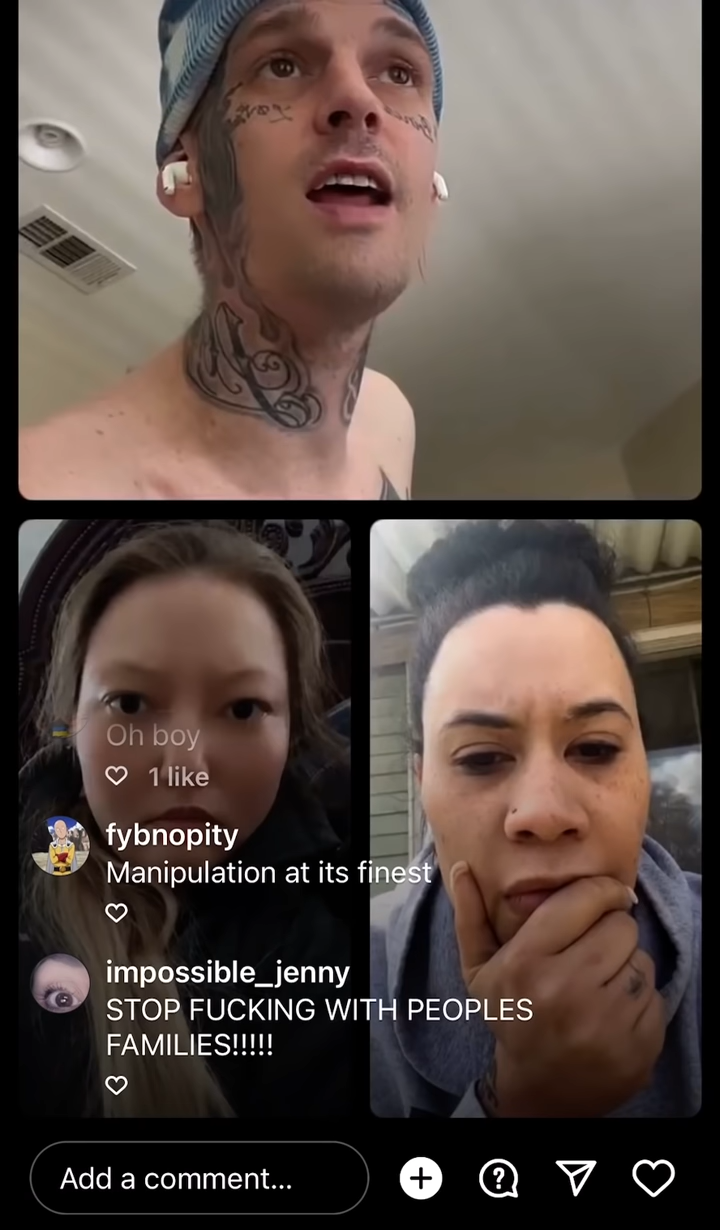 Oh boy
1 like
fybnopity
Manipulation at its finest
impossible_jenny
STOP FUCKING WITH PEOPLES
FAMILIES!!!!!
Add a comment...